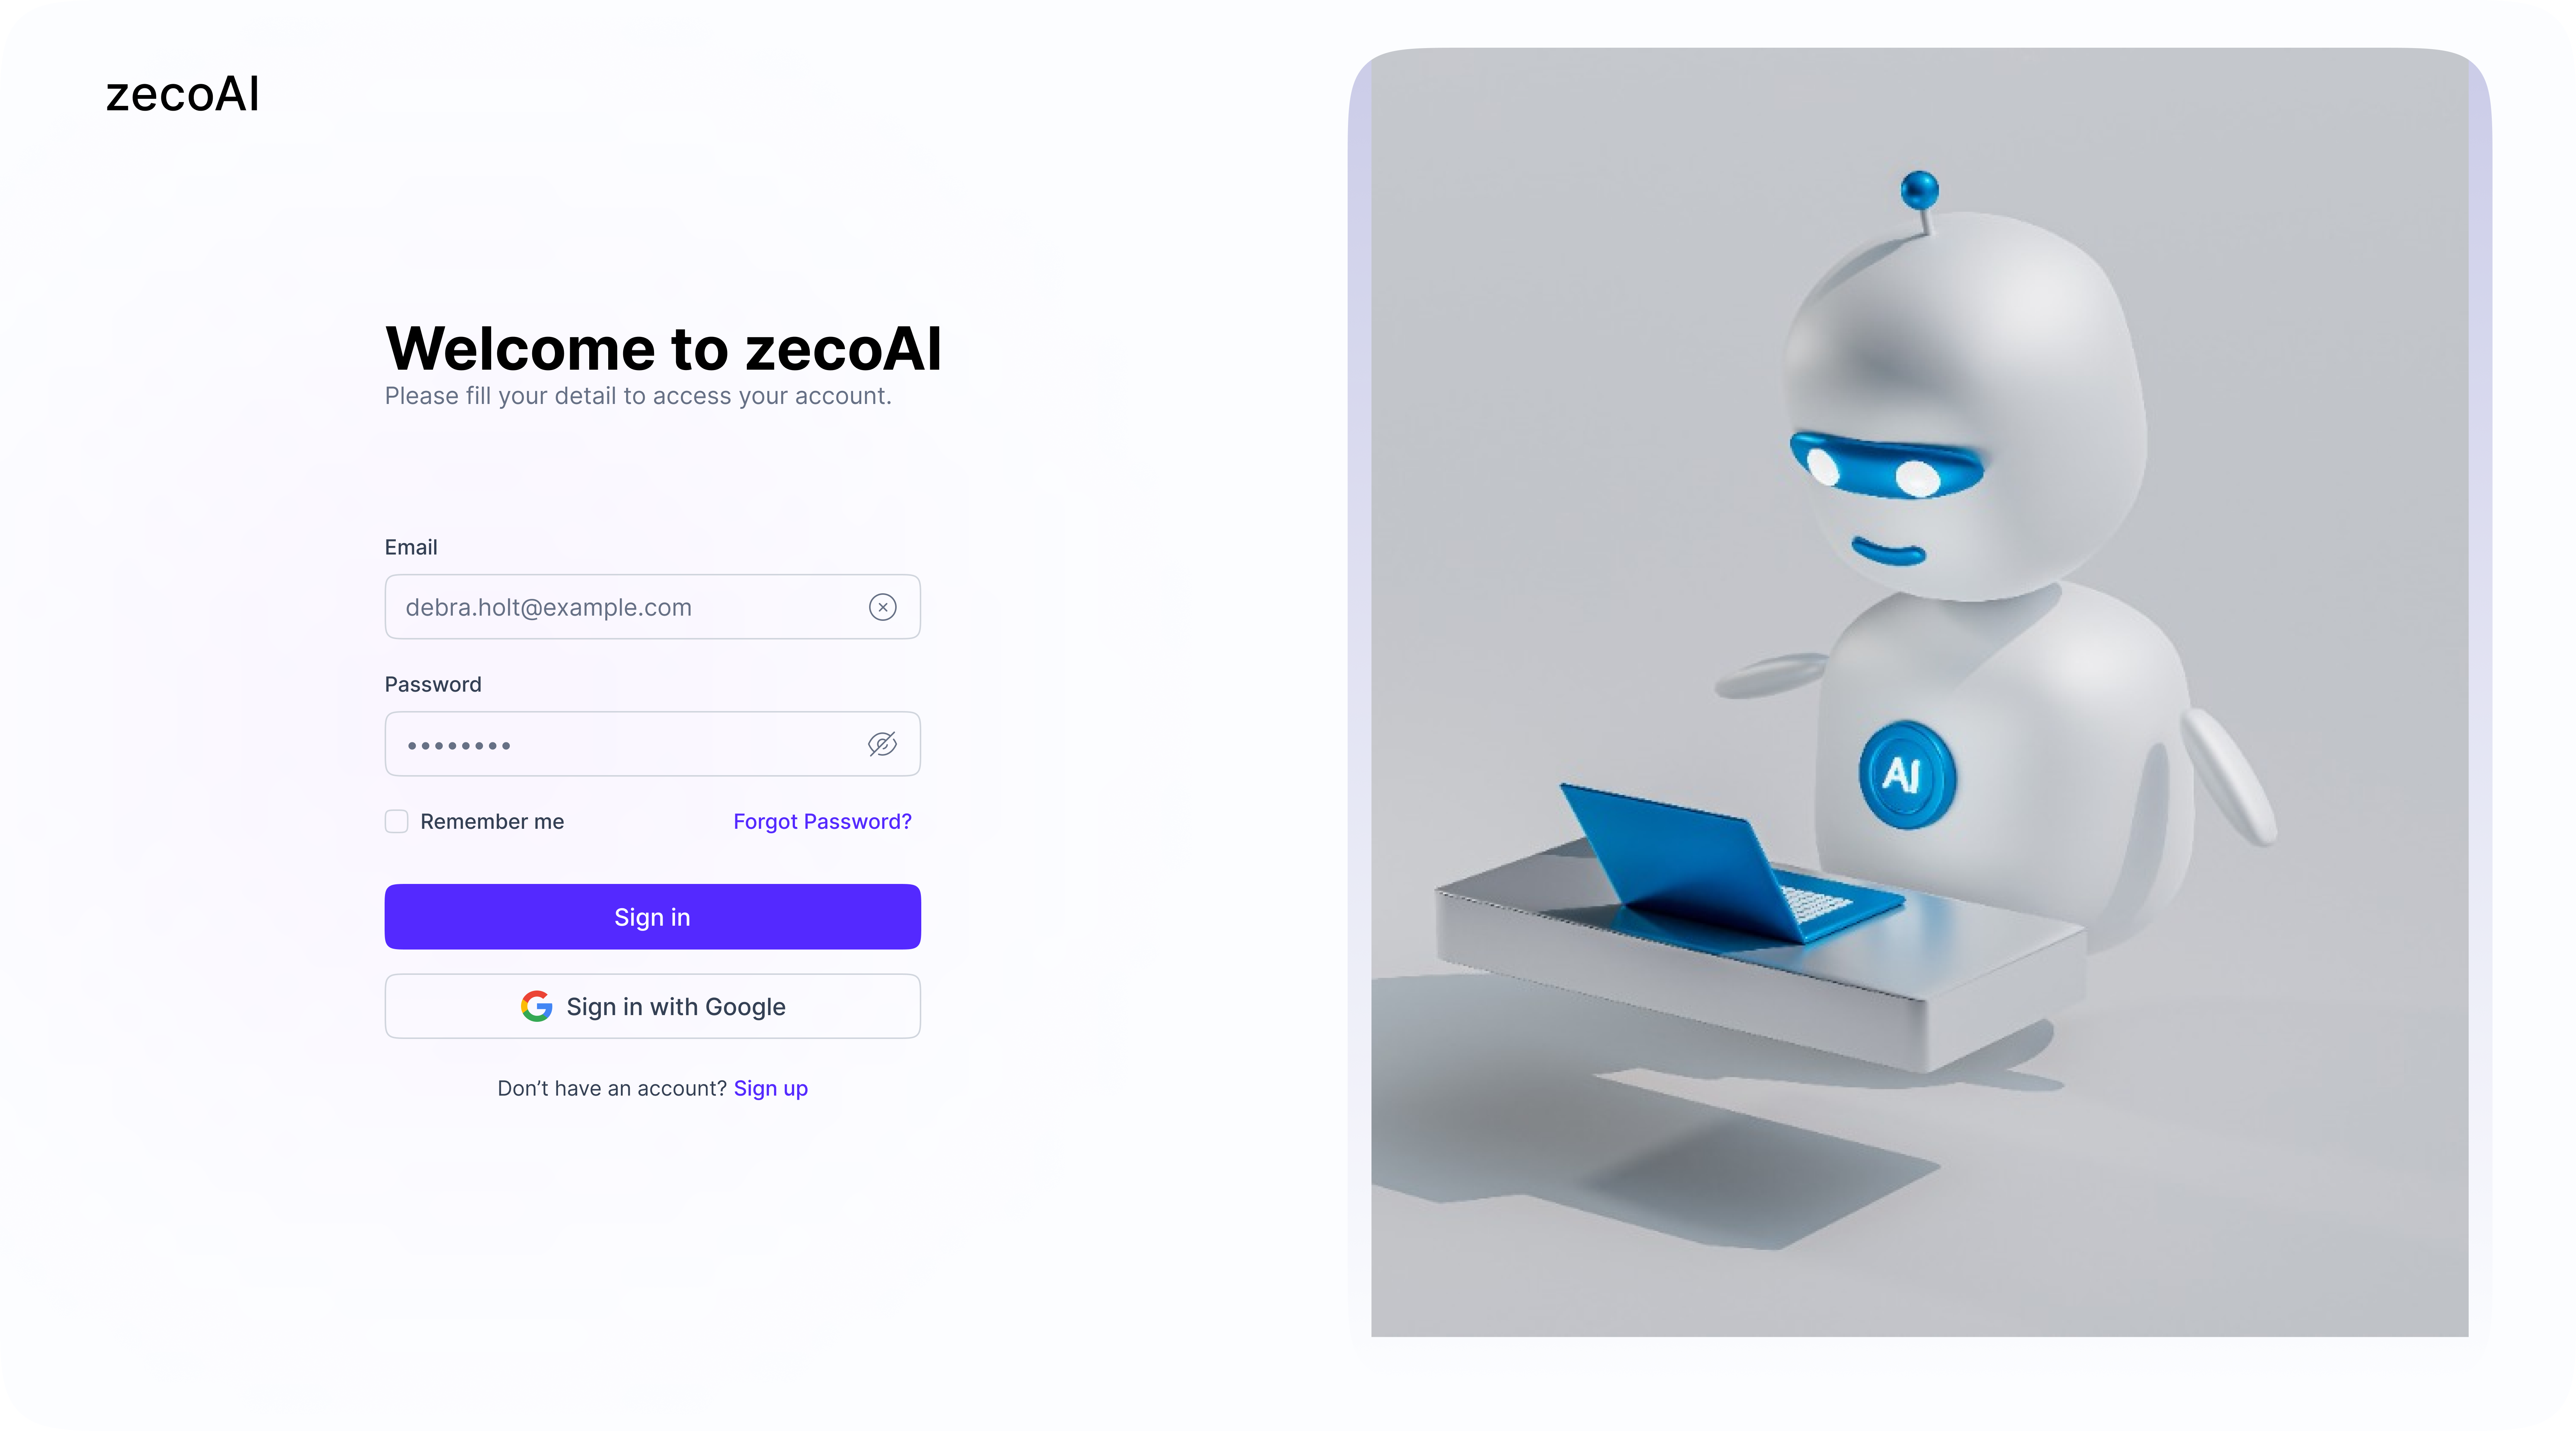 zecoAI
Welcome to zecoAI
Please fill your detail to access your account.
Email
debra.holt@example.com
Password
••••••••
Remember me
Forgot Password?
Sign in
Sign in with Google
Don’t have an account? Sign up
AI